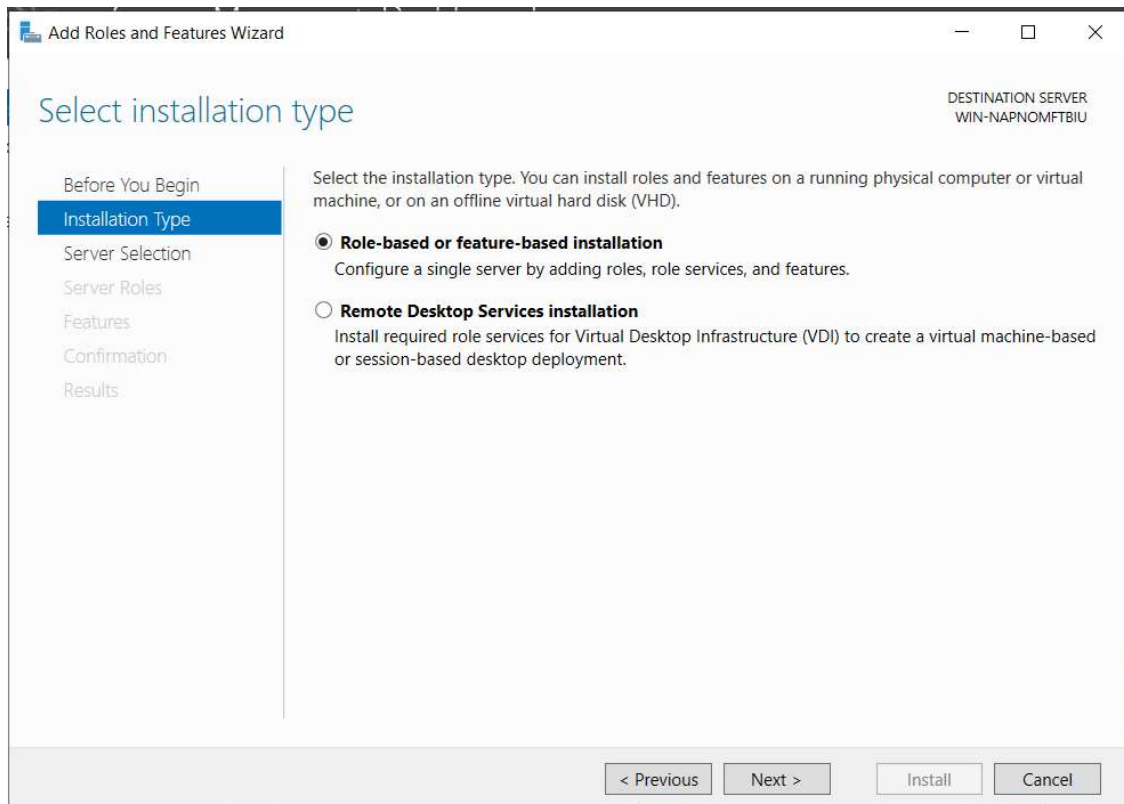 Add Roles and Features Wizard
Select installation type
DESTINATION SERVER
WIN-NAPNOMFTBIU
Before You Begin
Installation Type
Server Selection
Server Roles
Features
Confirmation
Results
Select the installation type. You can install roles and features on a running physical computer or virtual
machine, or on an offline virtual hard disk (VHD).
Role-based or feature-based installation
Configure a single server by adding roles, role services, and features.
Remote Desktop Services installation
Install required role services for Virtual Desktop Infrastructure (VDI) to create a virtual machine-based
or session-based desktop deployment.
< Previous
Next >
Install
Cancel